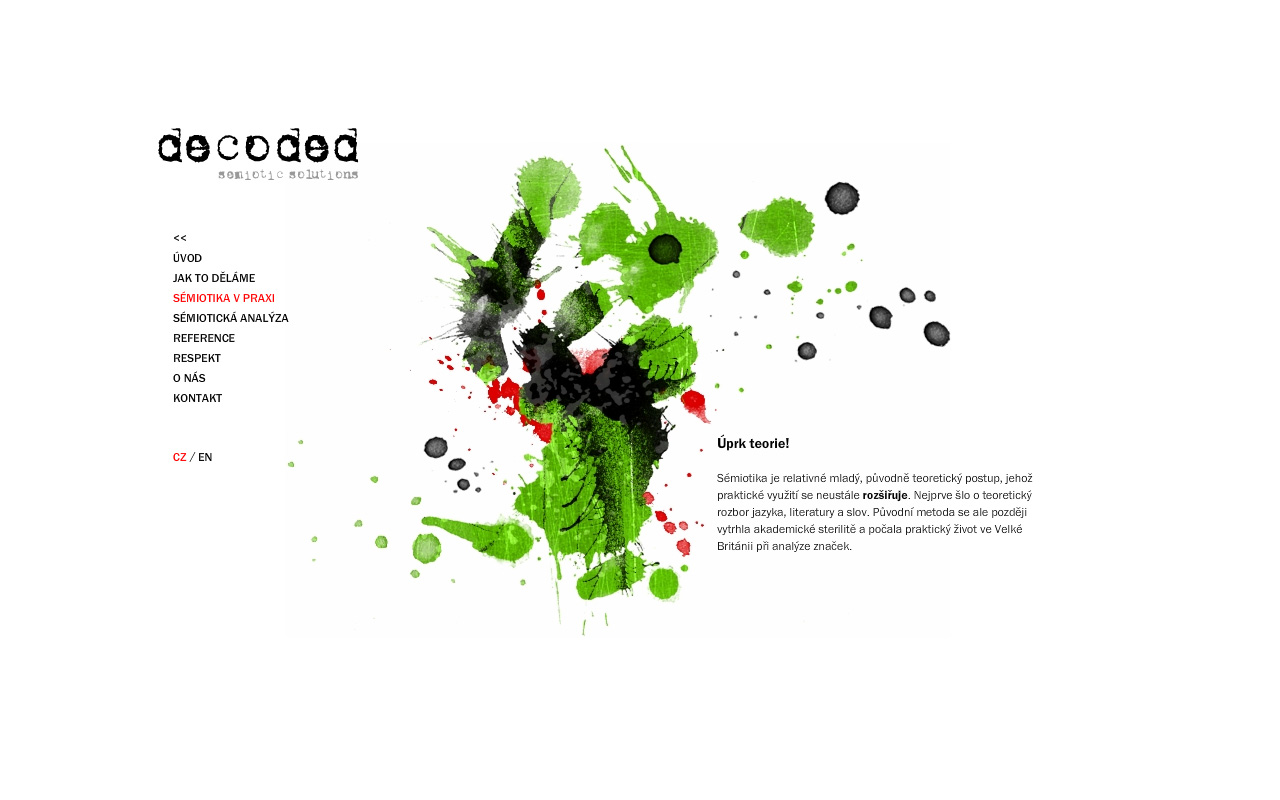 decoded
semiotic solutions
<<
ÚVOD
JAK TO DĚLÁME
SÉMIOTIKA V PRAXI
SÉMIOTICKÁ ANALÝZA
REFERENCE
RESPEKT
O NÁS
KONTAKT
CZ / EN
Úprk teorie!
Sémiotika je relativné mladý, původně teoretický postup, jehož
praktické využití se neustále rozšiřuje. Nejprve šlo o teoretický
rozbor jazyka, literatury a slov. Původní metoda se ale později
vytrhla akademické sterilitě a počala praktický život ve Velké
Británii při analýze značek.